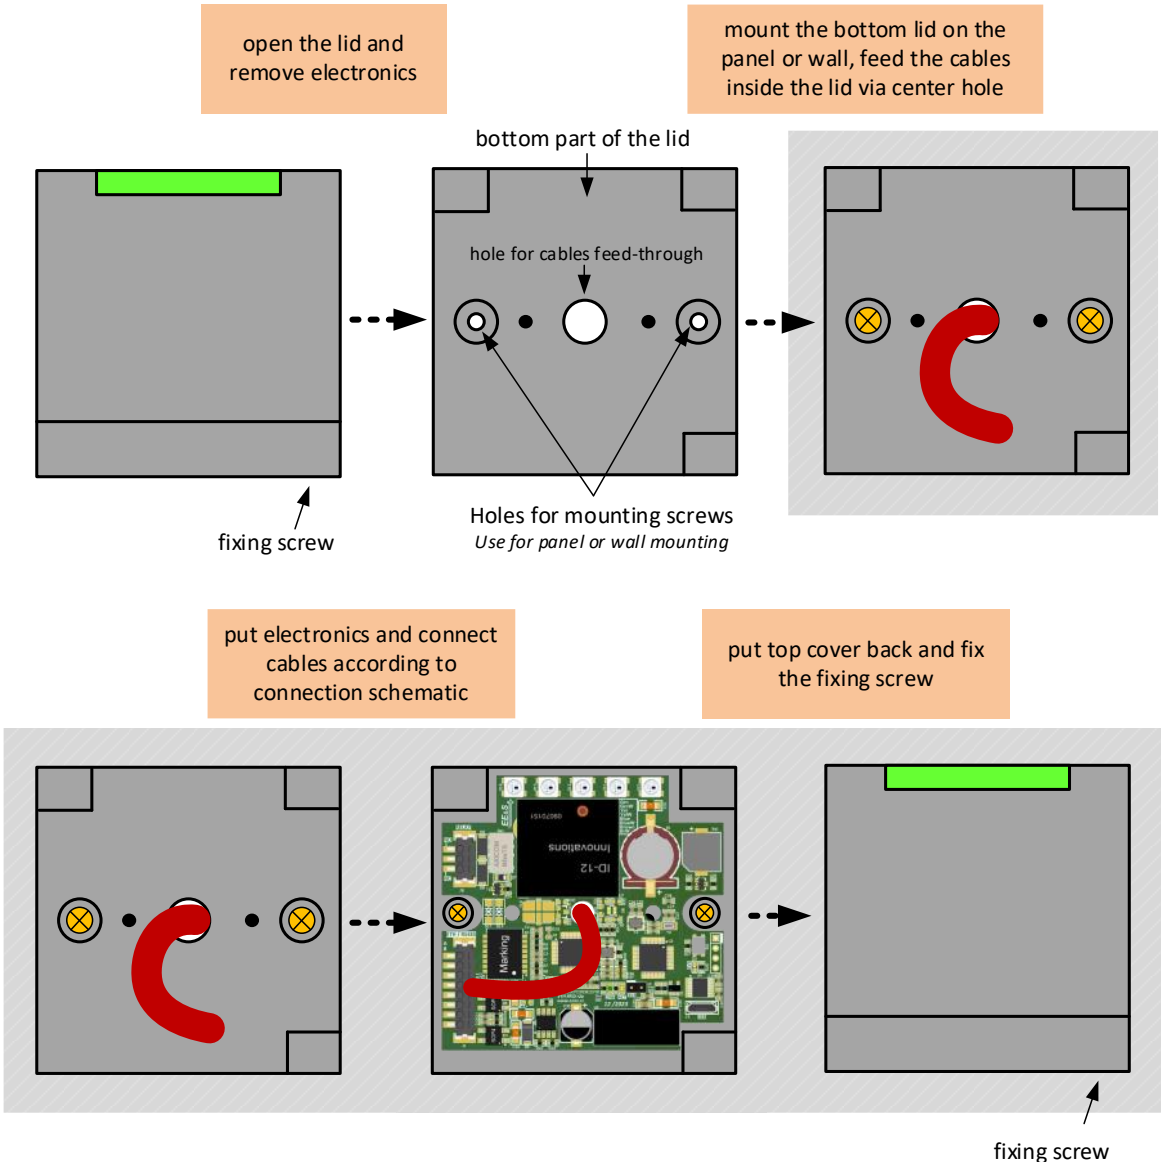 open the lid and
remove electronics
mount the bottom lid on the
panel or wall, feed the cables
inside the lid via center hole
bottom part of the lid
hole for cables feed-through
Holes for mounting screws
Use for panel or wall mounting
fixing screw
put electronics and connect
cables according to
connection schematic
put top cover back and fix
the fixing screw
09070151
Innovations
ID-12
Marking
fixing screw